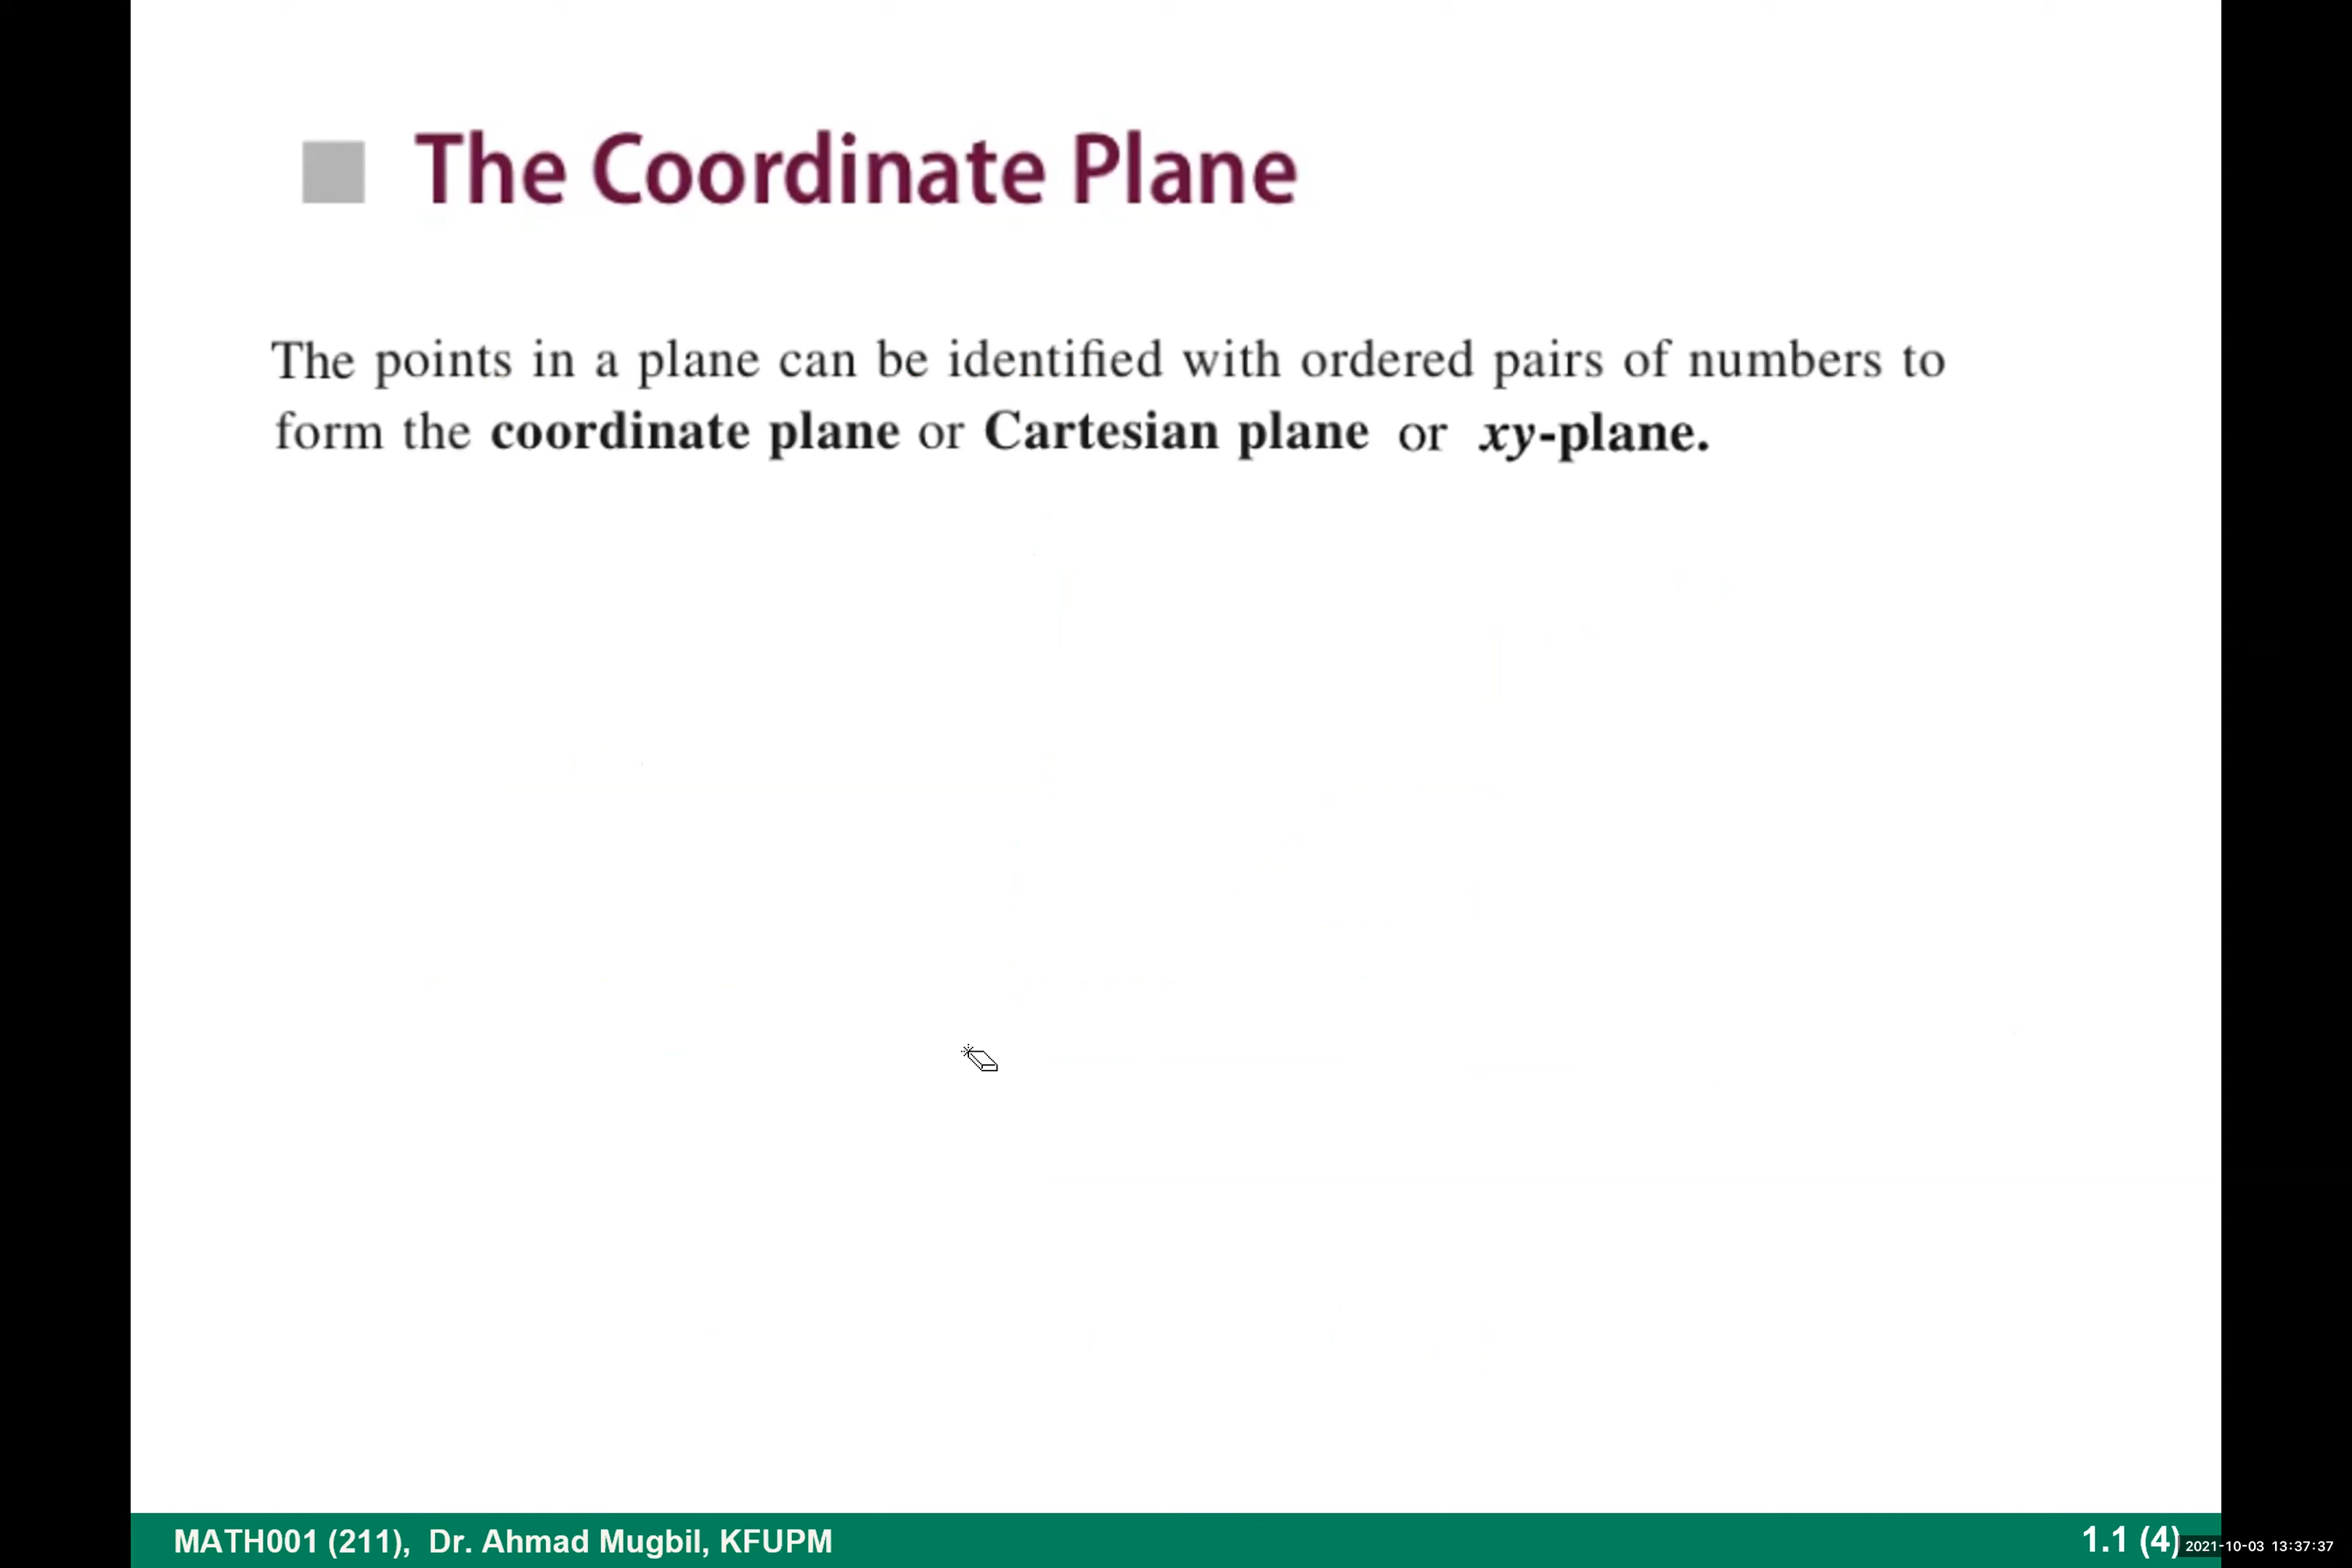 The Coordinate Plane
The points in a plane can be identified with ordered pairs of numbers to
form the coordinate plane or Cartesian plane or xy-plane.
MATH001 (211), Dr. Ahmad Mugbil, KFUPM
1.1 (4)
2021-10-03 13:37:37